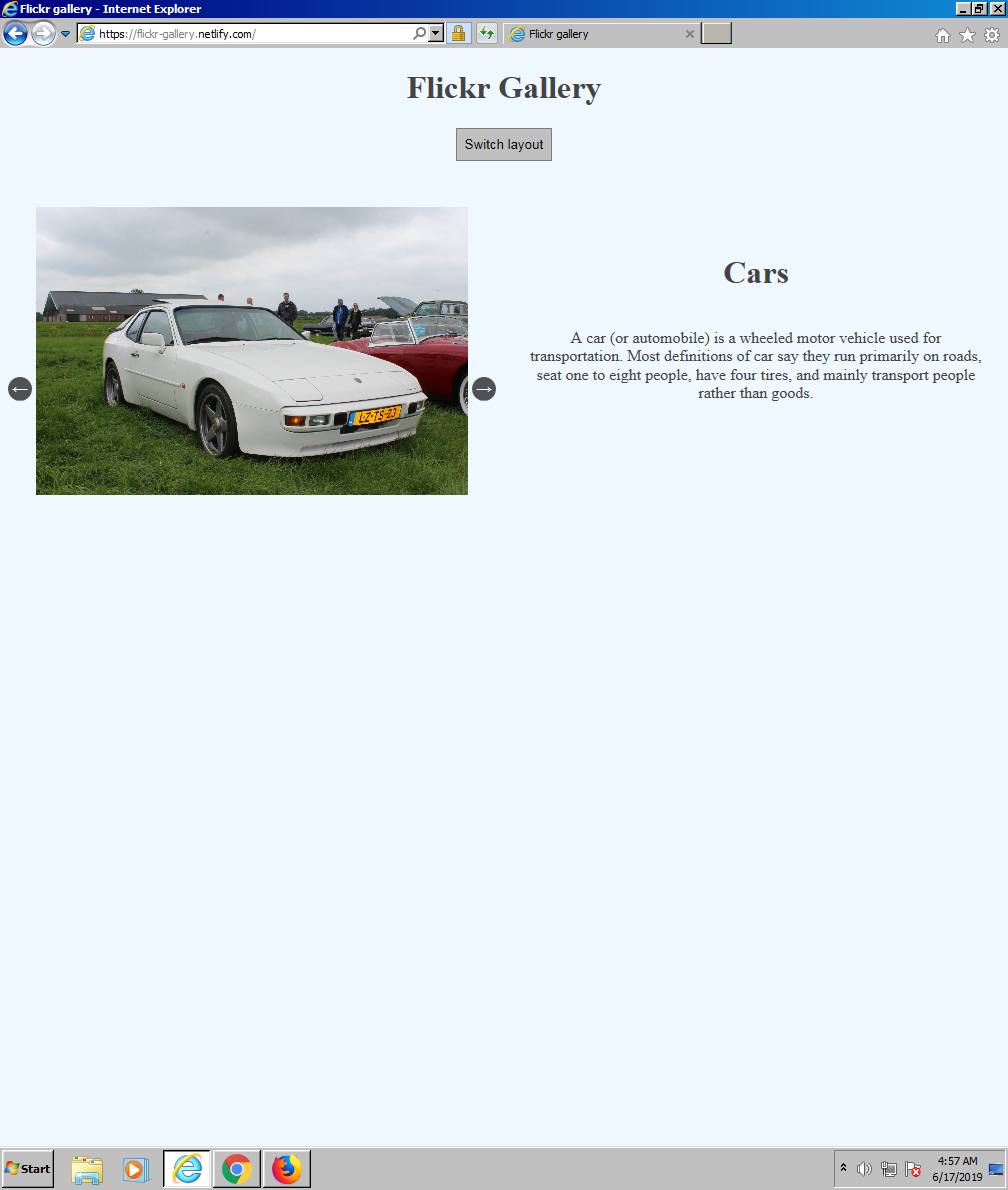 Flickr gallery - Internet Explorer
https://flickr-gallery.netlify.com/
Flickr gallery
Flickr Gallery
Switch layout
LZ-TS-23
←
→
Cars
A car (or automobile) is a wheeled motor vehicle used for
transportation. Most definitions of car say they run primarily on roads,
seat one to eight people, have four tires, and mainly transport people
rather than goods.
Start
4:57 AM
6/17/2019